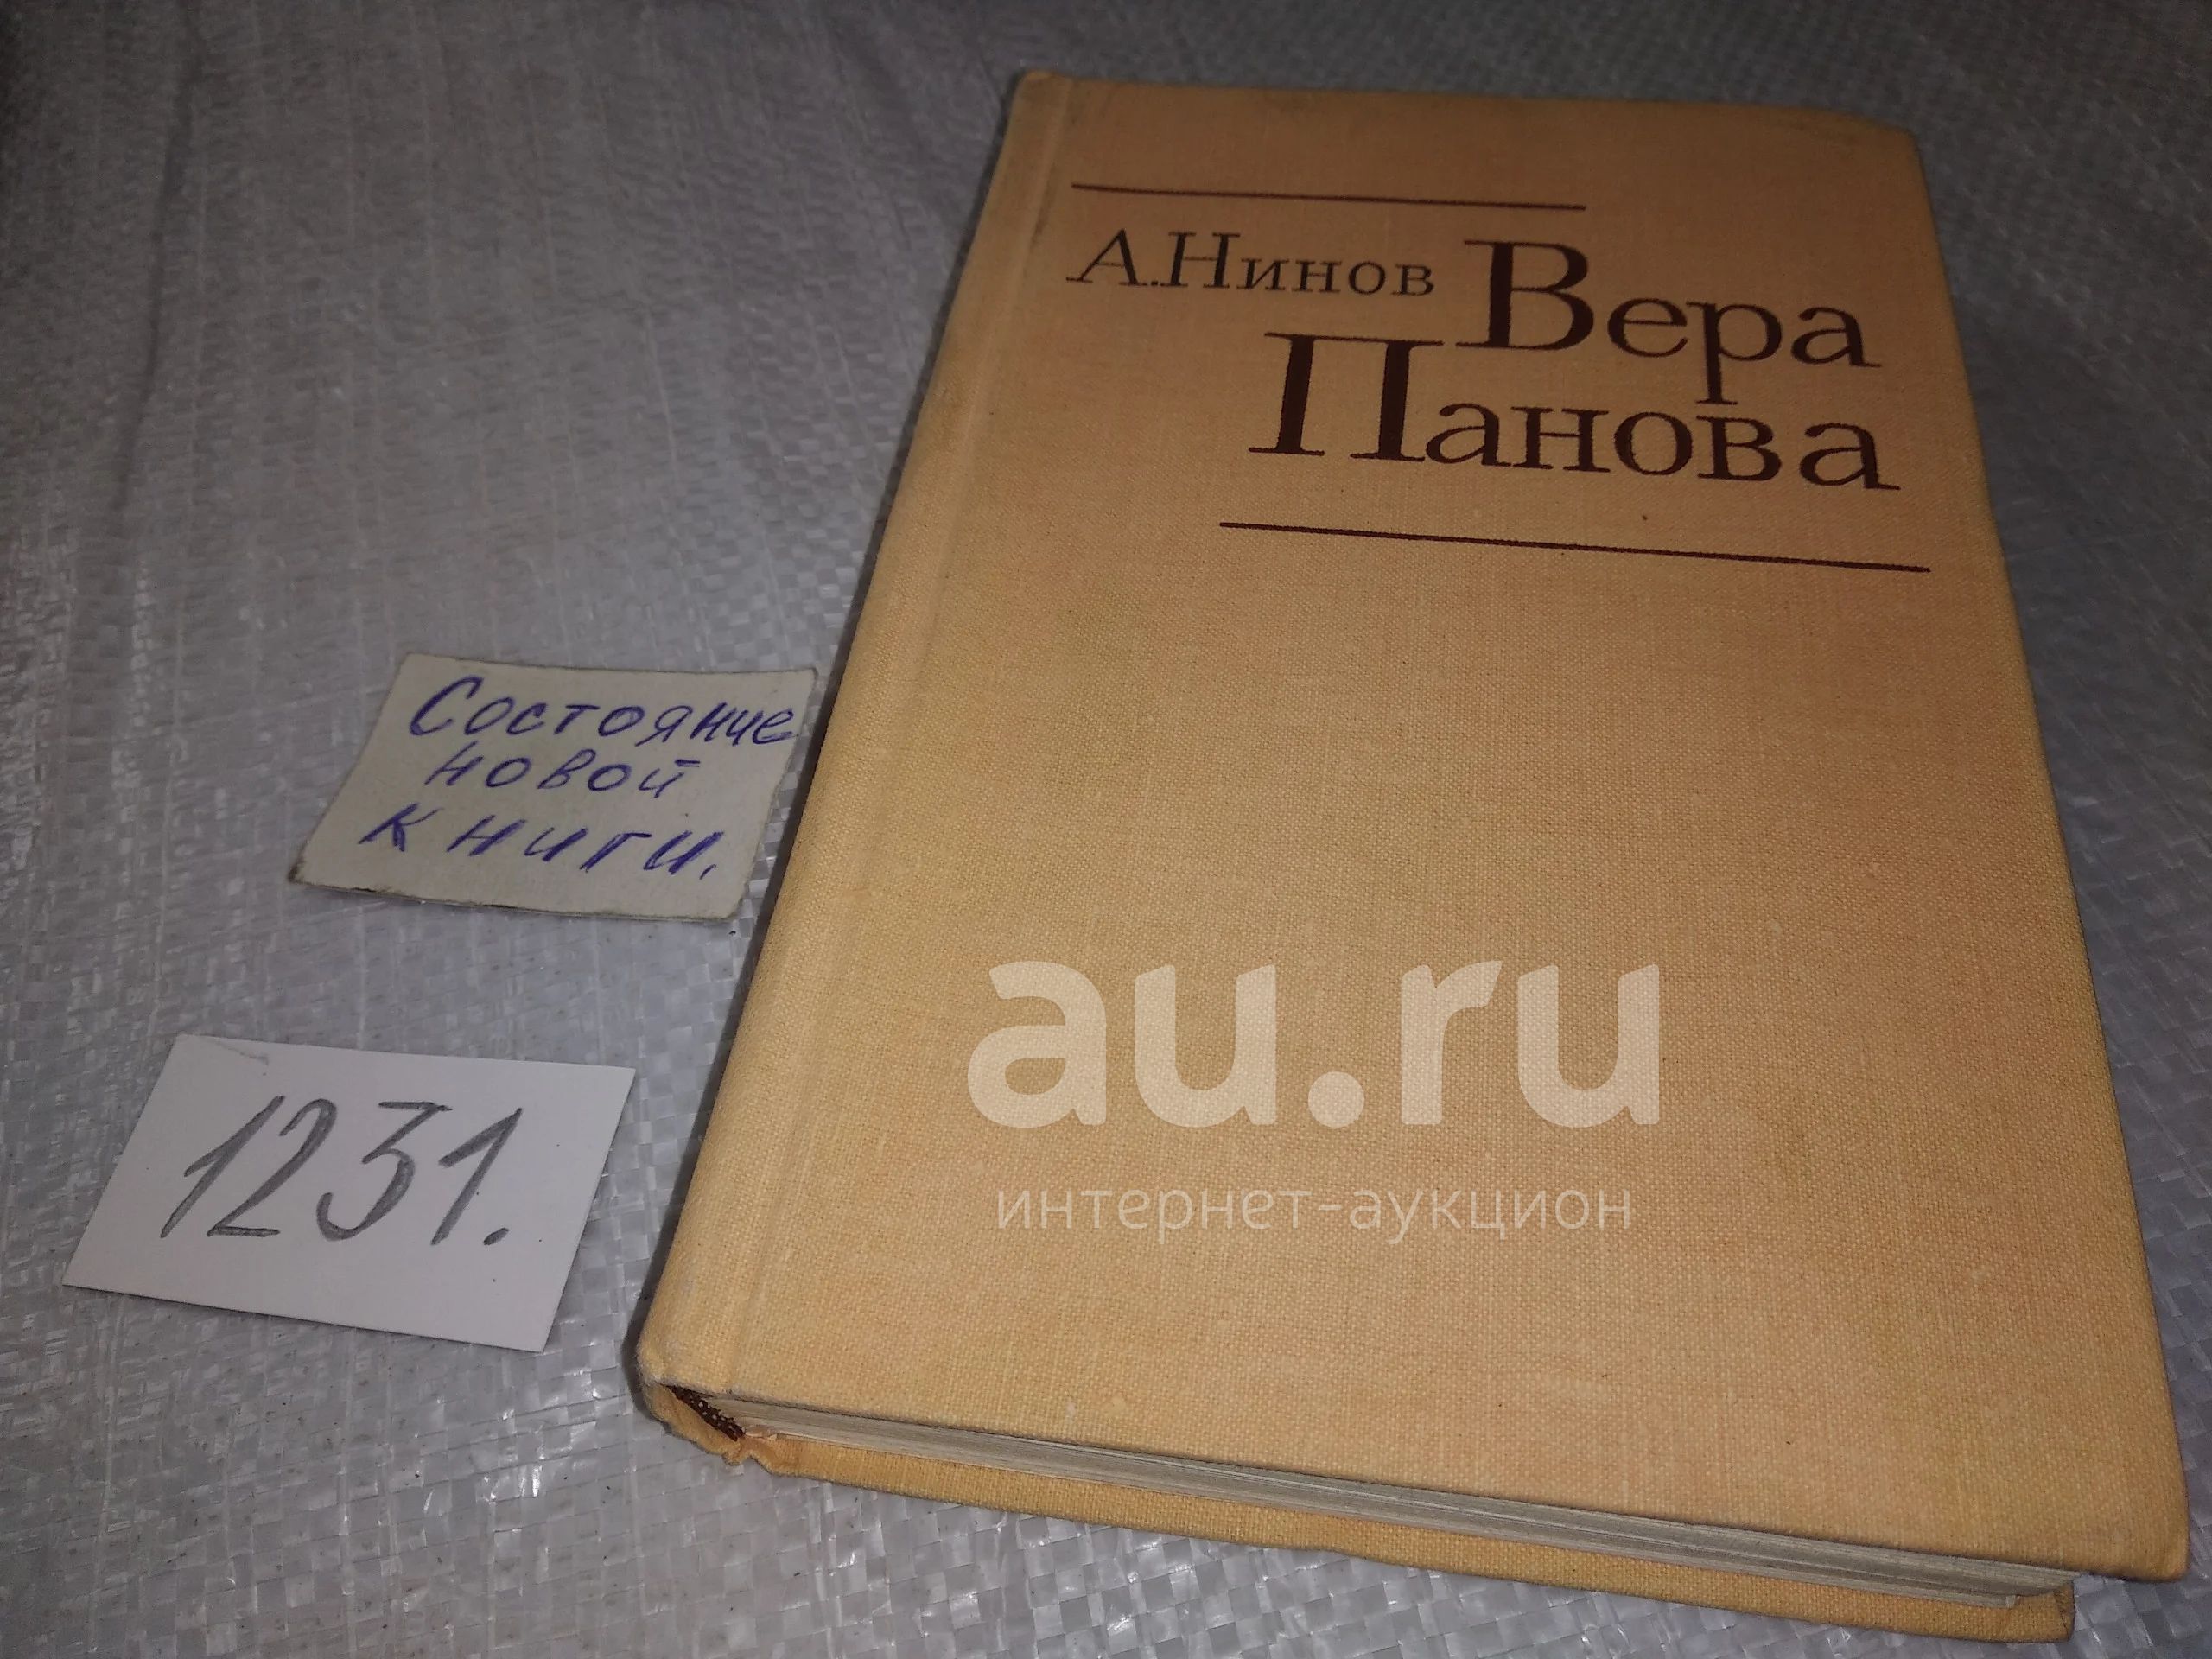 А.Нинов Вера
Панова
Состояние
новой
книги.
1231.
au.ru
интернет-аукцион